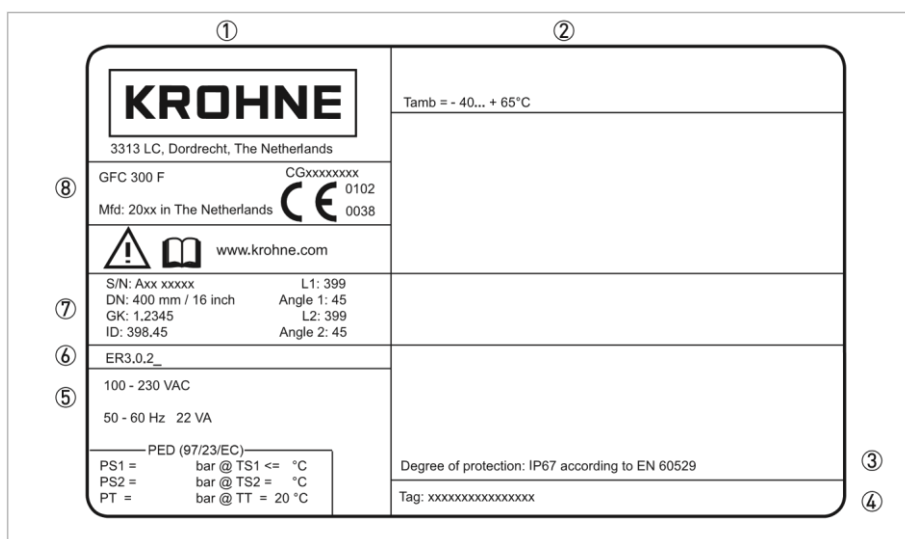 ① ②
KROHNE
3313 LC, Dordrecht, The Netherlands
Tamb = - 40... + 65°C
⑧
GFC 300 F CGxxxxxxxx
CE 0102
Mfd: 20xx in The Netherlands 0038
www.krohne.com
⑦
S/N: Axx xxxxx L1: 399
DN: 400 mm / 16 inch Angle 1: 45
GK: 1.2345 L2: 399
ID: 398.45 Angle 2: 45
⑥ ER3.0.2_
⑤ 100 - 230 VAC
50 - 60 Hz 22 VA
PED (97/23/EC)
PS1 = bar @ TS1 <= °C
PS2 = bar @ TS2 = °C
PT = bar @ TT = 20 °C
Degree of protection: IP67 according to EN 60529 ③
Tag: xxxxxxxxxxxxxxxx ④